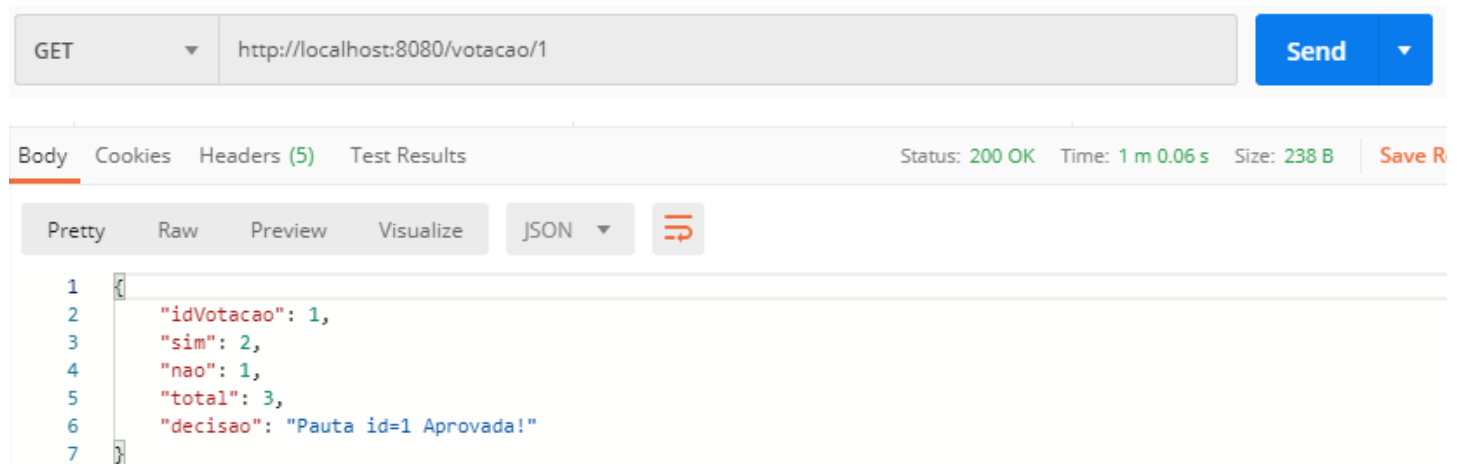 GET http://localhost:8080/votacao/1 Send
Body Cookies Headers (5) Test Results Status: 200 OK Time: 1 m 0.06 s Size: 238 B Save R
Pretty Raw Preview Visualize JSON
1 {
2 "idVotacao": 1,
3 "sim": 2,
4 "nao": 1,
5 "total": 3,
6 "decisao": "Pauta id=1 Aprovada!"
7 }